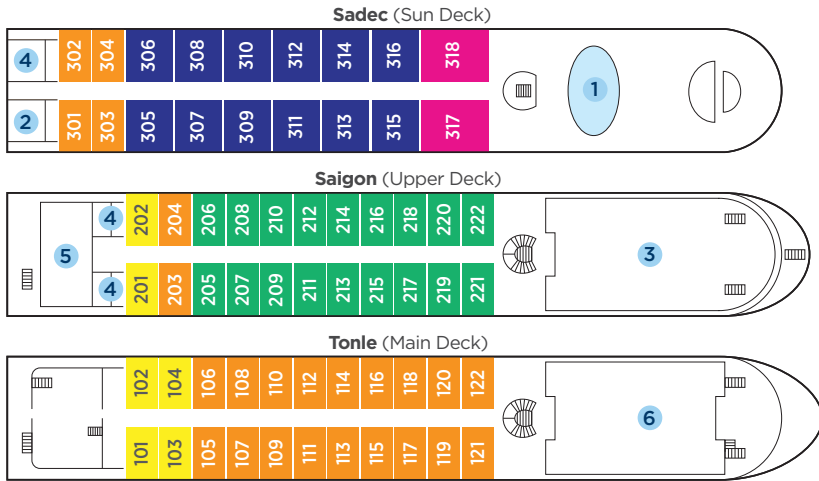 Sadec (Sun Deck)
4 302 304 306 308 310 312 314 316 318
1
2 301 303 305 307 309 311 313 315 317
Saigon (Upper Deck)
4 202 204 206 208 210 212 214 216 218 220 222
5 3
4 201 203 205 207 209 211 213 215 217 219 221
Tonle (Main Deck)
102 104 106 108 110 112 114 116 118 120 122
6
101 103 105 107 109 111 113 115 117 119 121